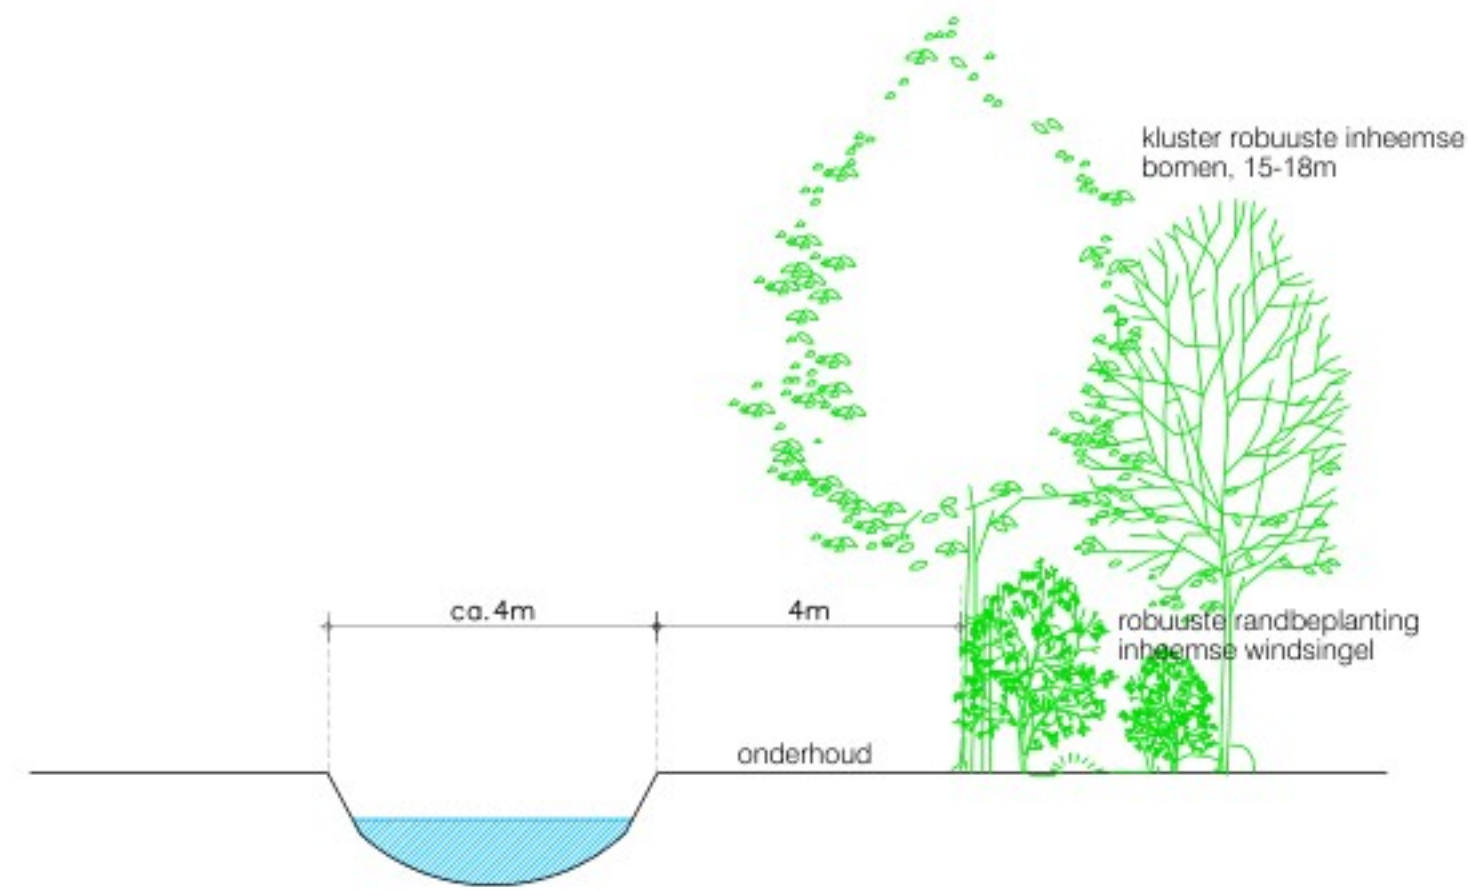 kluster robuuste inheemse
bomen, 15-18m
ca.4m
4m
robuuste randbeplanting
inheemse windsingel
onderhoud